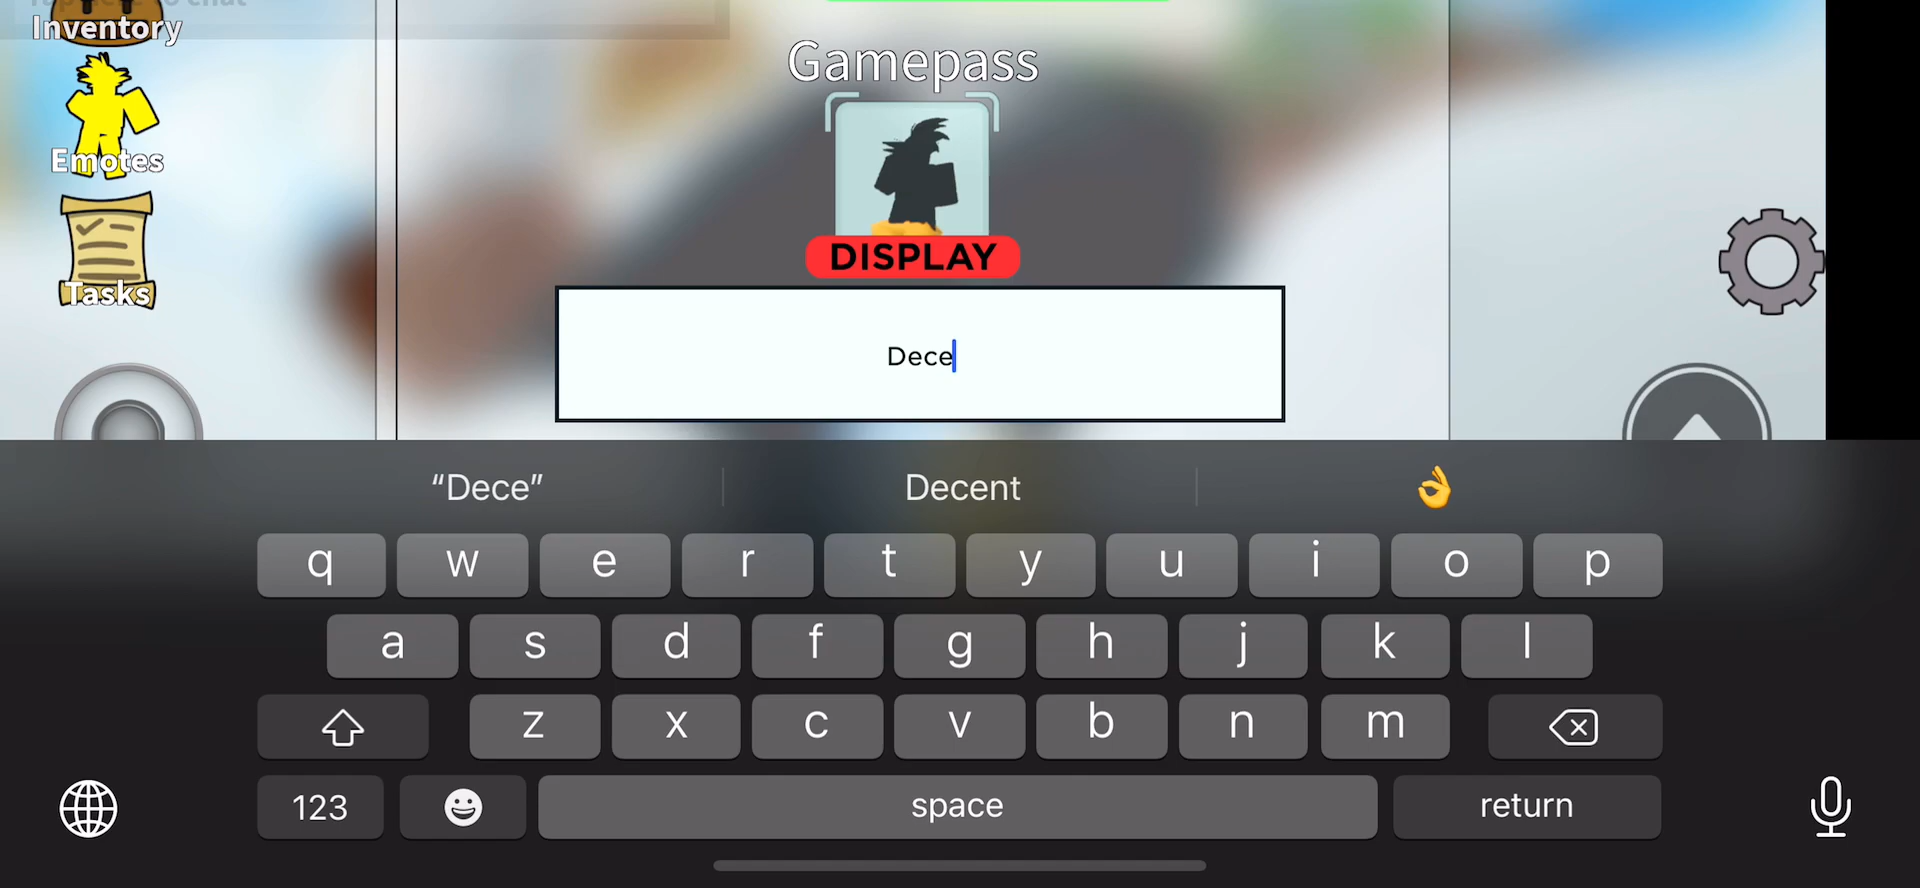 Inventory
Gamepass
Emotes
DISPLAY
Tasks
Dece
“Dece”
Decent
👌
q w e r t y u i o p
a s d f g h j k l
z x c v b n m
123
space
return